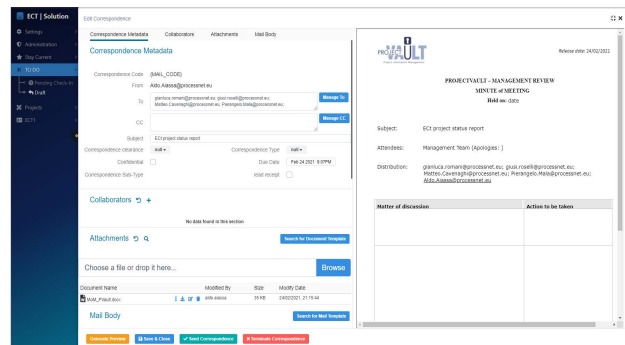 ECT | Solution
Settings
Administration
Stay Current
TO DO
Pending Check-in
Draft
Projects
ECT1
Edit Correspondence
Correspondence Metadata
Collaborators
Attachments
Mail Body
Correspondence Metadata
Correspondence Code
{MAIL_CODE}
From
Aldo.Aiassa@processnet
To
gianluca.romani@processnet.eu; giusi.roselli@processnet.eu;
Matteo.Cavenaghi@processnet.eu; Pierangelo.Mala@processnet.eu;
Manage To
CC
Manage CC
Subject
ECT project status report
Correspondence clearance
null
Correspondence Type
null
Confidential
Due Date
Feb 24 2021 9:07PM
Correspondence Sub-Type
read receipt
Collaborators
No data found in this section
Attachments
Search for Document Template
Choose a file or drop it here...
Browse
Document Name
Modified By
Size
Modify Date
MoM_PVault.docx
aldo aiassa
35 KB
24/02/2021, 21:19:44
Mail Body
Search for Mail Template
Generate Preview
Save & Close
Send Correspondence
Terminate Correspondence
PROJECT
VAULT
Release date: 24/02/2021
PROJECTVAULT – MANAGEMENT REVIEW
MINUTE of MEETING
Held on: date
Subject: ECT project status report
Attendees: Management Team (Apologies: )
Distribution: gianluca.romani@processnet.eu; giusi.roselli@processnet.eu;
Matteo.Cavenaghi@processnet.eu; Pierangelo.Mala@processnet.eu;
Aldo.Aiassa@processnet.eu
Matter of discussion
Action to be taken